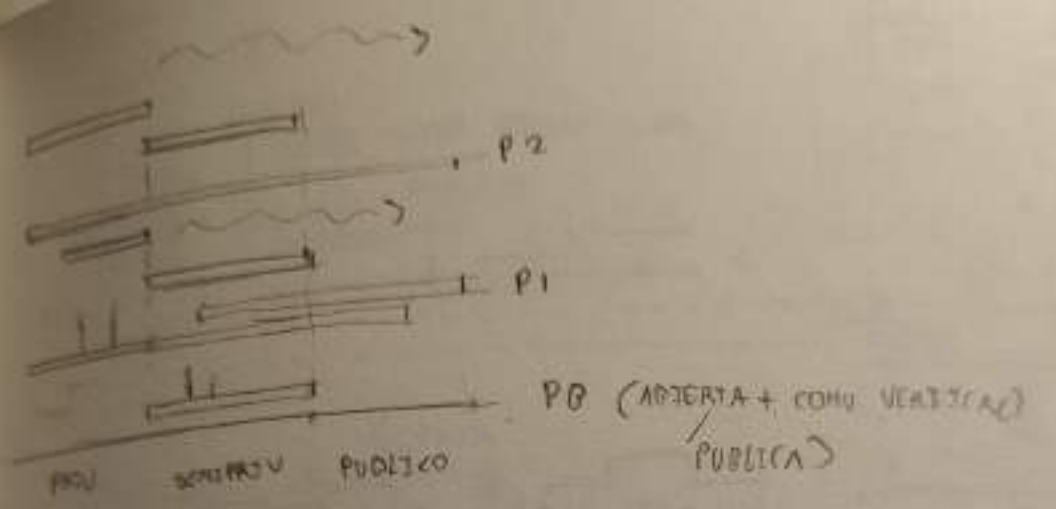 P2
P1
PB (ABIERTA + COMU VERTICAL)
PUBLICA)
PRIV SEMIPRIV PUBLICO